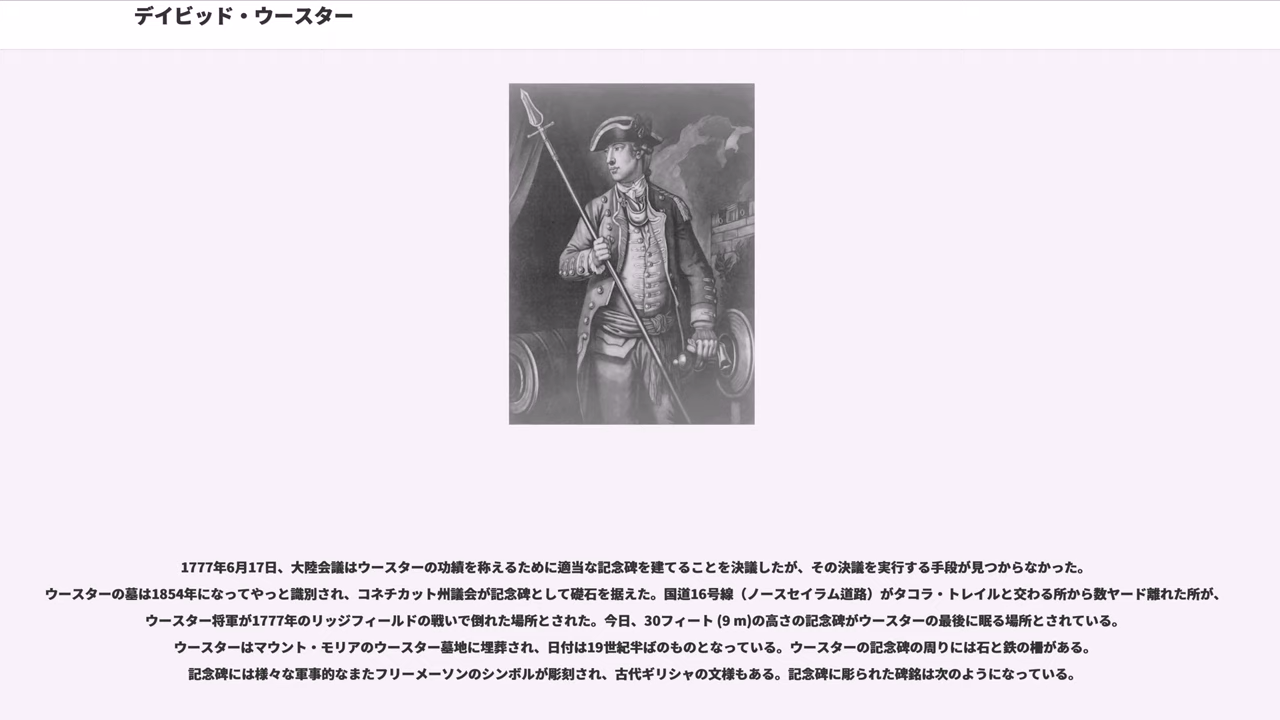 デイビッド・ウースター
1777年6月17日、大陸会議はウースターの功績を称えるために適当な記念碑を建てることを決議したが、その決議を実行する手段が見つからなかった。
ウースターの墓は1854年になってやっと識別され、コネチカット州議会が記念碑として礎石を据えた。国道16号線（ノースセイラム道路）がタコラ・トレイルと交わる所から数ヤード離れた所が、
ウースター将軍が1777年のリッジフィールドの戦いで倒れた場所とされた。今日、30フィート (9 m)の高さの記念碑がウースターの最後に眠る場所とされている。
ウースターはマウント・モリアのウースター墓地に埋葬され、日付は19世紀半ばのものとなっている。ウースターの記念碑の周りには石と鉄の柵がある。
記念碑には様々な軍事的なまたフリーメーソンのシンボルが彫刻され、古代ギリシャの文様もある。記念碑に彫られた碑銘は次のようになっている。